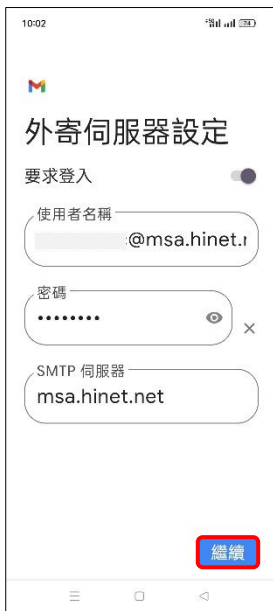 10:02
外寄伺服器設定
要求登入
使用者名稱
@msa.hinet.r
密碼
••••••••
SMTP 伺服器
msa.hinet.net
繼續